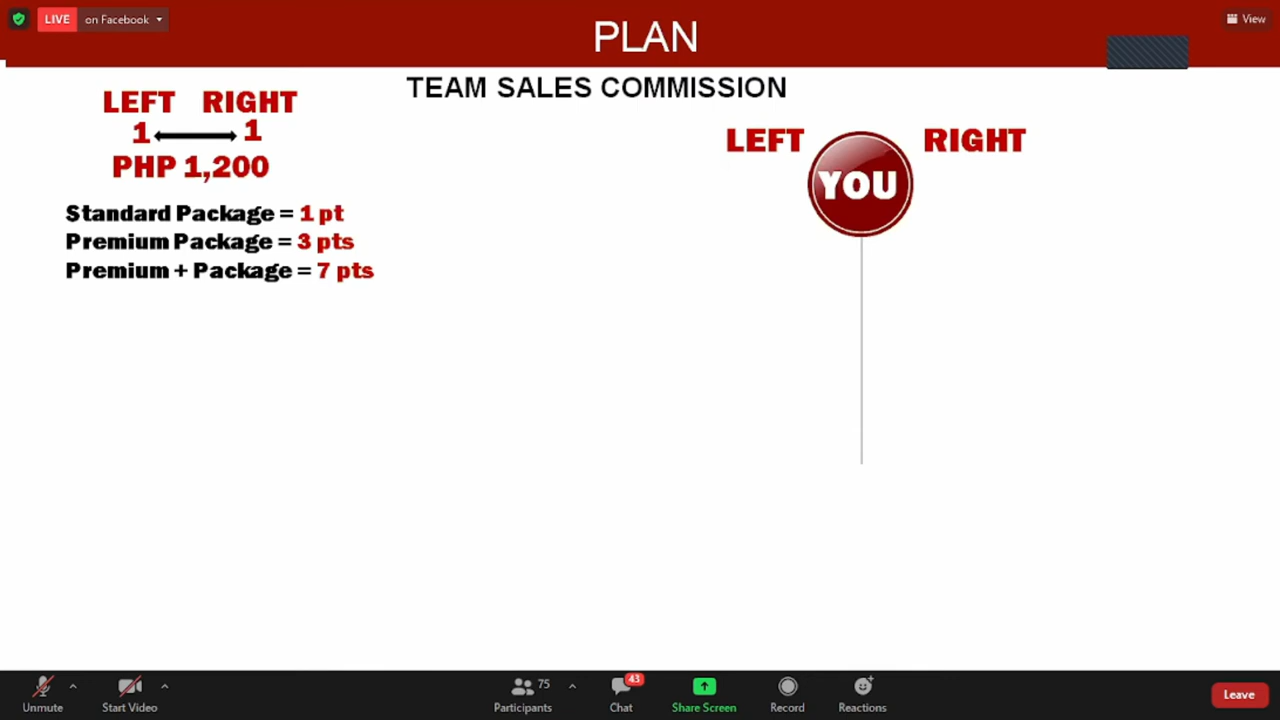 LIVE on Facebook
View
PLAN
TEAM SALES COMMISSION
LEFT RIGHT
1 1
PHP 1,200
Standard Package = 1 pt
Premium Package = 3 pts
Premium + Package = 7 pts
LEFT YOU RIGHT
Unmute
Start Video
75
Participants
43
Chat
Share Screen
Record
Reactions
Leave